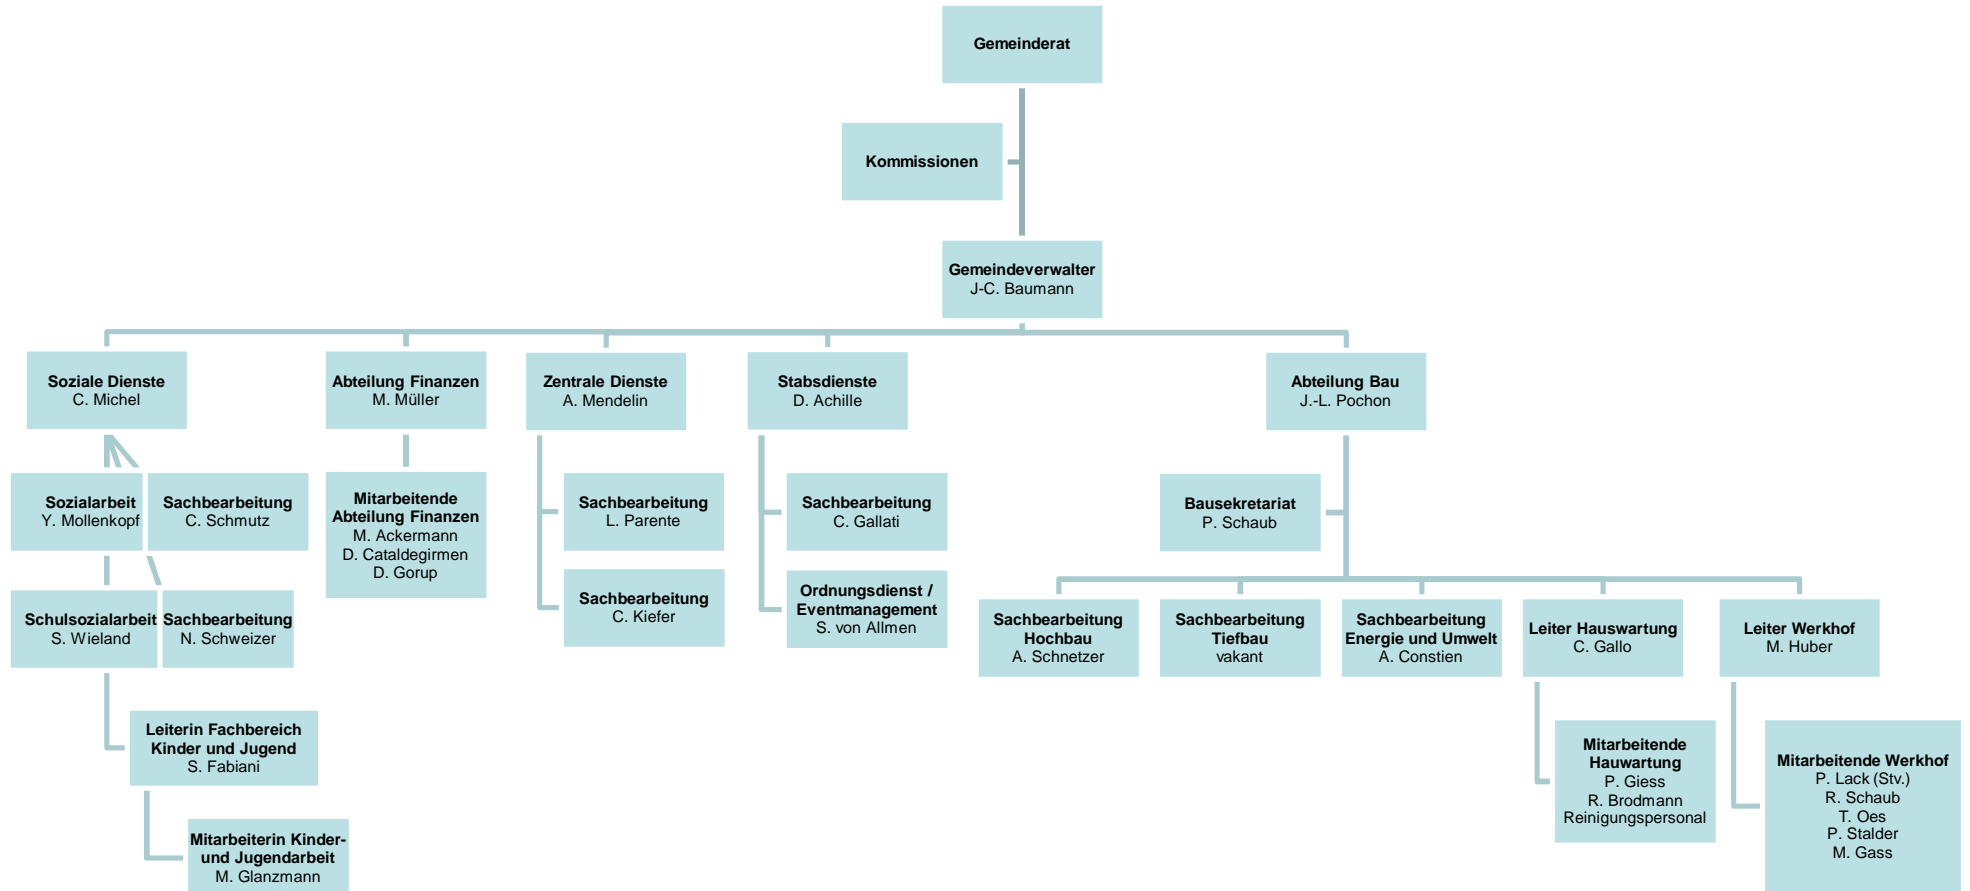 Gemeinderat
Kommissionen
Gemeindeverwalter
J-C. Baumann
Soziale Dienste
C. Michel
Abteilung Finanzen
M. Müller
Zentrale Dienste
A. Mendelin
Stabsdienste
D. Achille
Abteilung Bau
J.-L. Pochon
Sozialarbeit
Y. Mollenkopf
Sachbearbeitung
C. Schmutz
Mitarbeitende
Abteilung Finanzen
M. Ackermann
D. Cataldegirmen
D. Gorup
Sachbearbeitung
L. Parente
Sachbearbeitung
C. Gallati
Bausekretariat
P. Schaub
Schulsozialarbeit
S. Wieland
Sachbearbeitung
N. Schweizer
Sachbearbeitung
C. Kiefer
Ordnungsdienst /
Eventmanagement
S. von Allmen
Sachbearbeitung
Hochbau
A. Schnetzer
Sachbearbeitung
Tiefbau
vakant
Sachbearbeitung
Energie und Umwelt
A. Constien
Leiter Hauswartung
C. Gallo
Leiter Werkhof
M. Huber
Leiterin Fachbereich
Kinder und Jugend
S. Fabiani
Mitarbeiterin Kinder-
und Jugendarbeit
M. Glanzmann
Mitarbeitende
Hauwartung
P. Giess
R. Brodmann
Reinigungspersonal
Mitarbeitende Werkhof
P. Lack (Stv.)
R. Schaub
T. Oes
P. Stalder
M. Gass